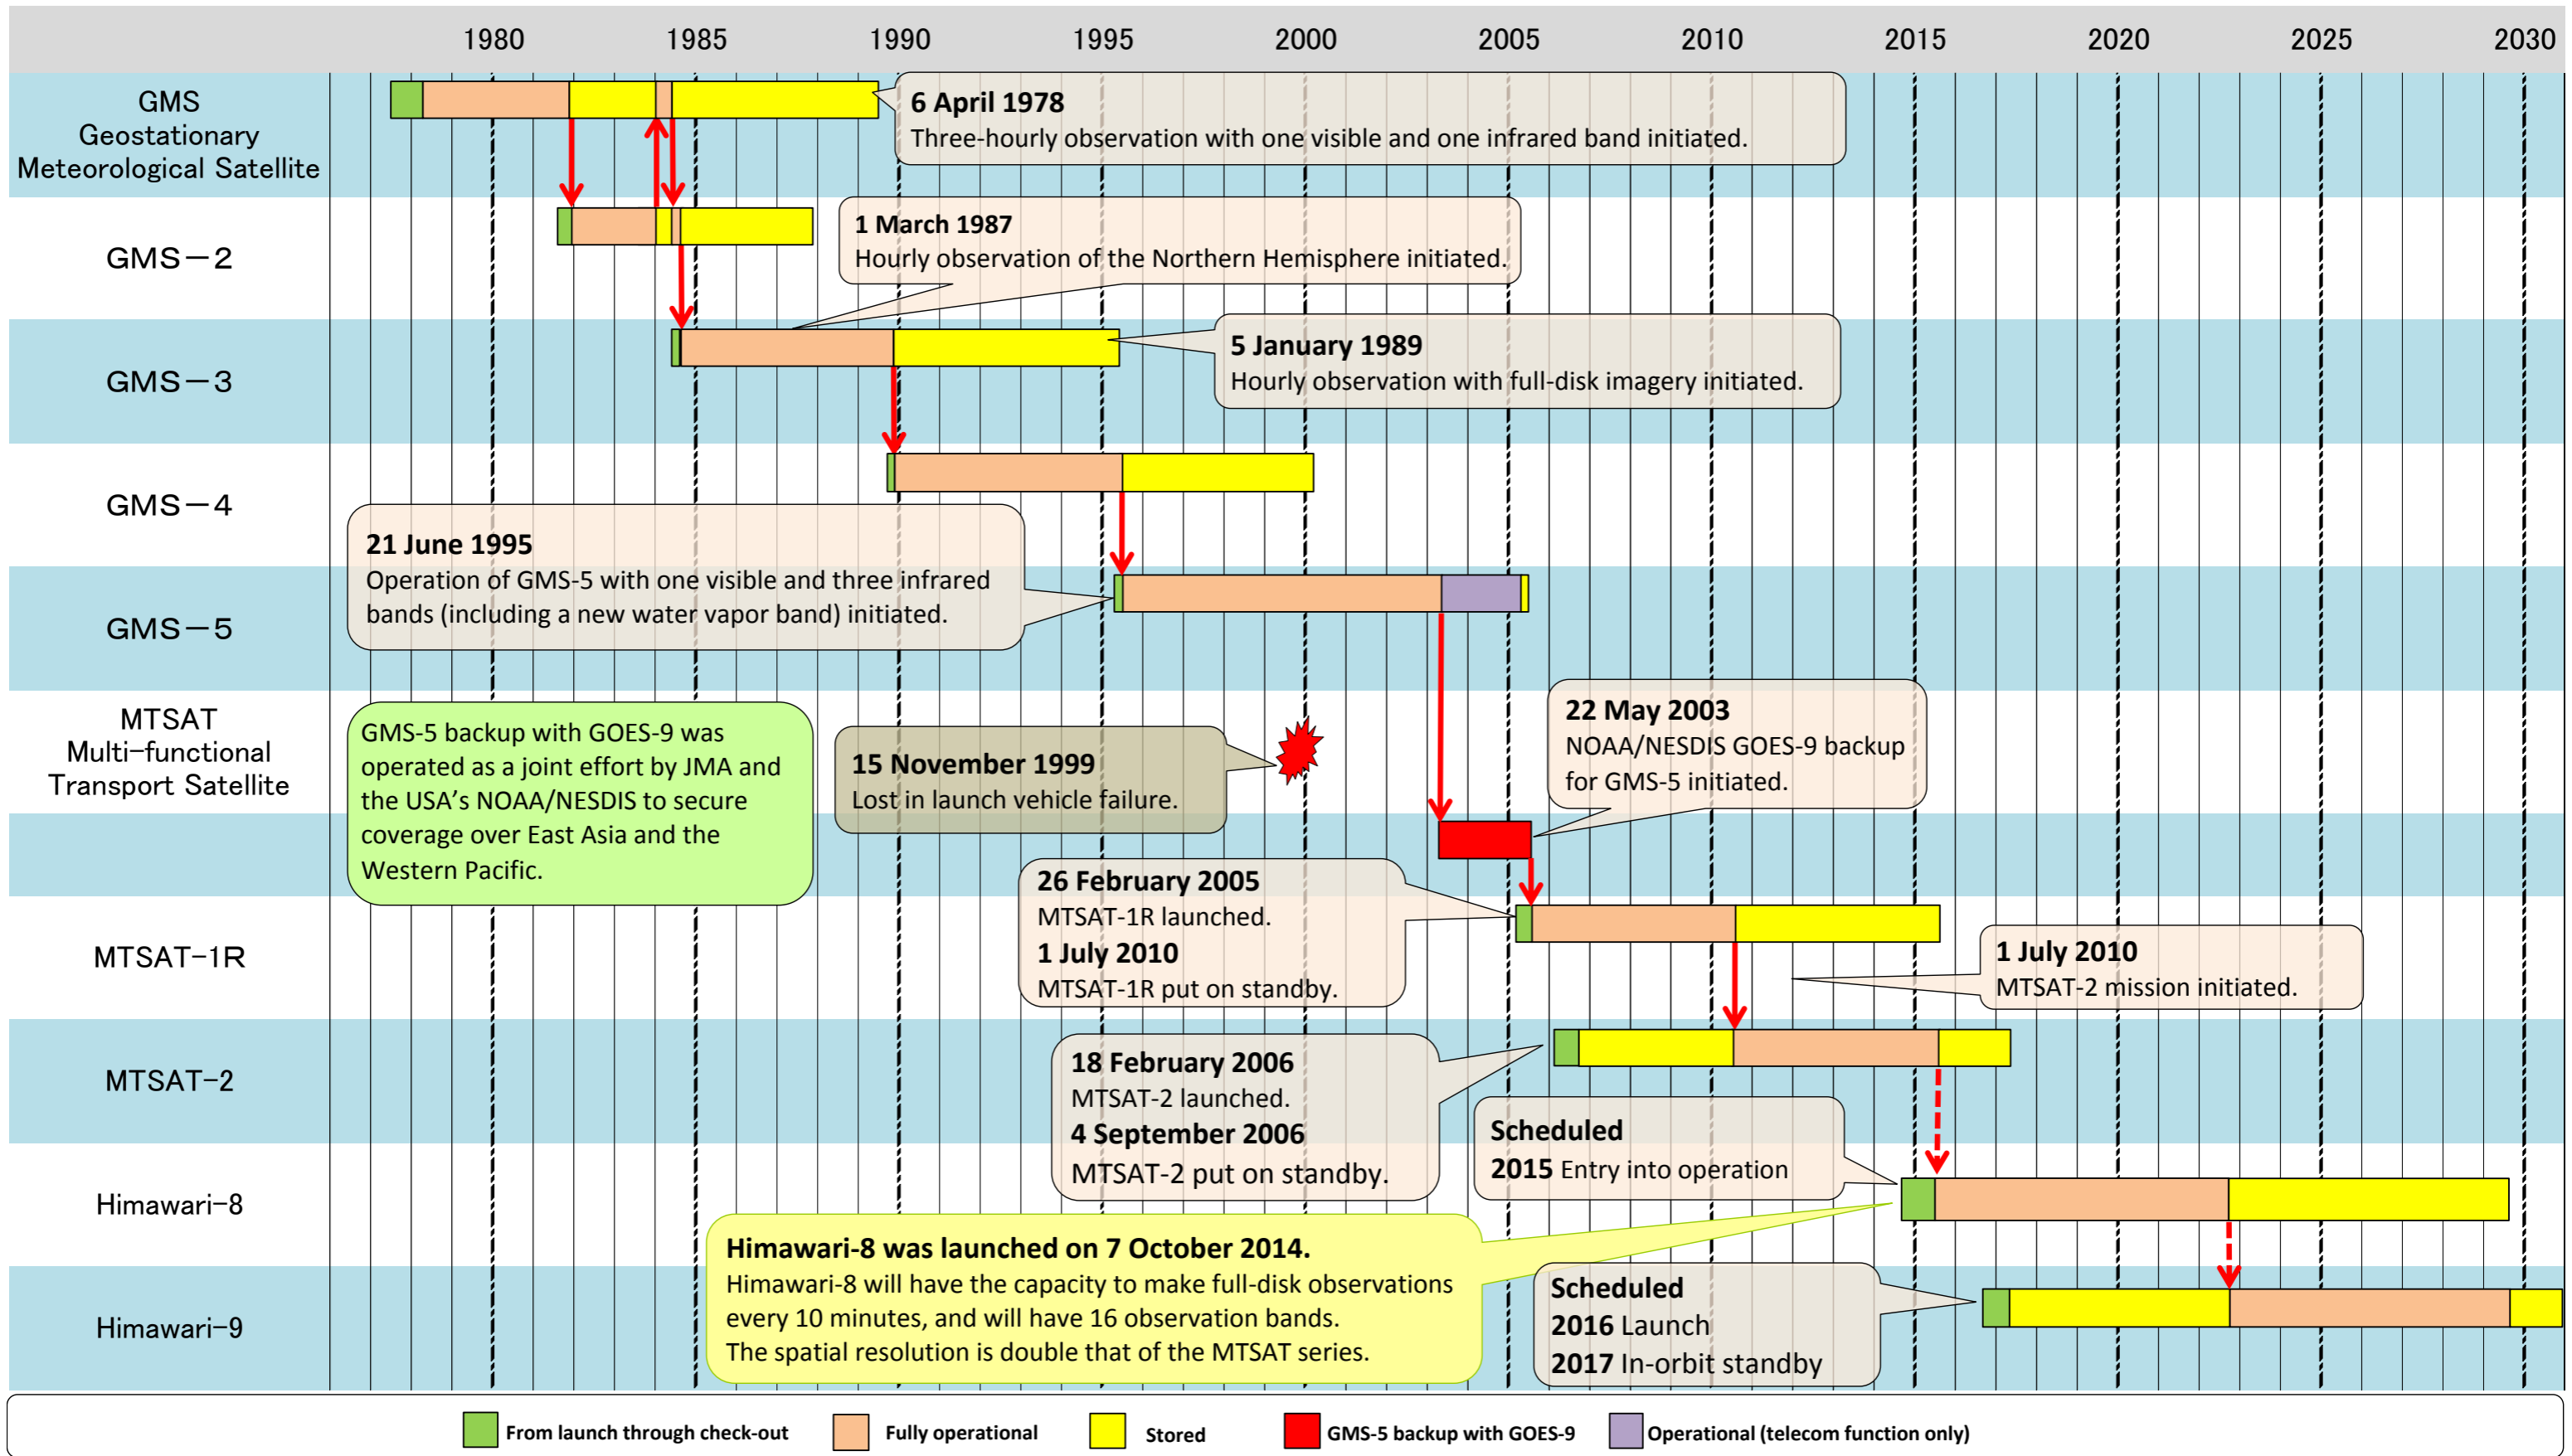 1980 1985 1990 1995 2000 2005 2010 2015 2020 2025 2030
GMS
Geostationary
Meteorological Satellite
6 April 1978
Three-hourly observation with one visible and one infrared band initiated.
GMS－2
1 March 1987
Hourly observation of the Northern Hemisphere initiated.
GMS－3
5 January 1989
Hourly observation with full-disk imagery initiated.
GMS－4
21 June 1995
Operation of GMS-5 with one visible and three infrared
bands (including a new water vapor band) initiated.
GMS－5
MTSAT
Multi-functional
Transport Satellite
GMS-5 backup with GOES-9 was
operated as a joint effort by JMA and
the USA's NOAA/NESDIS to secure
coverage over East Asia and the
Western Pacific.
15 November 1999
Lost in launch vehicle failure.
22 May 2003
NOAA/NESDIS GOES-9 backup
for GMS-5 initiated.
MTSAT-1R
26 February 2005
MTSAT-1R launched.
1 July 2010
MTSAT-1R put on standby.
1 July 2010
MTSAT-2 mission initiated.
MTSAT-2
18 February 2006
MTSAT-2 launched.
4 September 2006
MTSAT-2 put on standby.
Scheduled
2015 Entry into operation
Himawari-8
Himawari-8 was launched on 7 October 2014.
Himawari-8 will have the capacity to make full-disk observations
every 10 minutes, and will have 16 observation bands.
The spatial resolution is double that of the MTSAT series.
Himawari-9
Scheduled
2016 Launch
2017 In-orbit standby
From launch through check-out
Fully operational
Stored
GMS-5 backup with GOES-9
Operational (telecom function only)